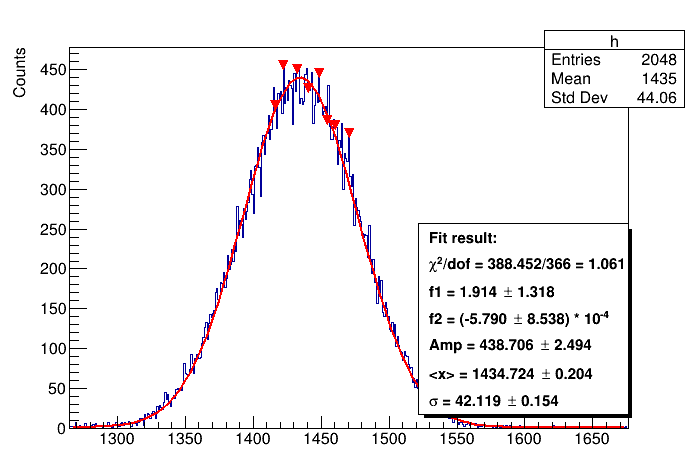 h
Entries 2048
Mean 1435
Std Dev 44.06
Counts
450
400
350
300
250
200
150
100
50
0
Fit result:
χ²/dof = 388.452/366 = 1.061
f1 = 1.914 ± 1.318
f2 = (-5.790 ± 8.538) * 10⁻⁴
Amp = 438.706 ± 2.494
<x> = 1434.724 ± 0.204
σ = 42.119 ± 0.154
1300 1350 1400 1450 1500 1550 1600 1650